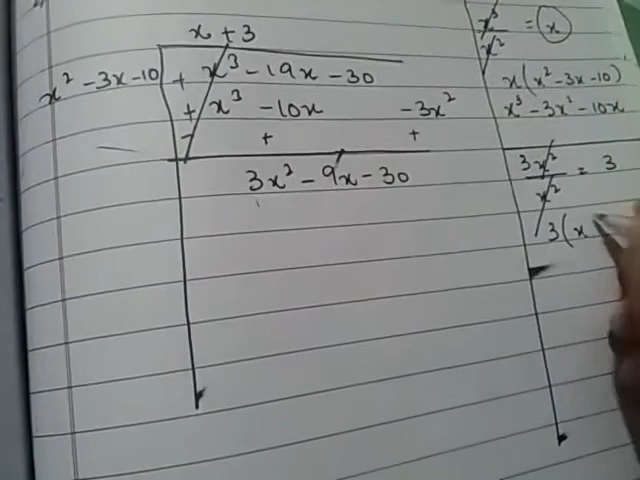 x + 3
x² - 3x - 10 + x³ - 19x - 30
+ x³ - 10x - 3x²
- + +
3x² - 9x - 30
x³/x² = x
x(x² - 3x - 10)
x³ - 3x² - 10x
3x²/x² = 3
3(x